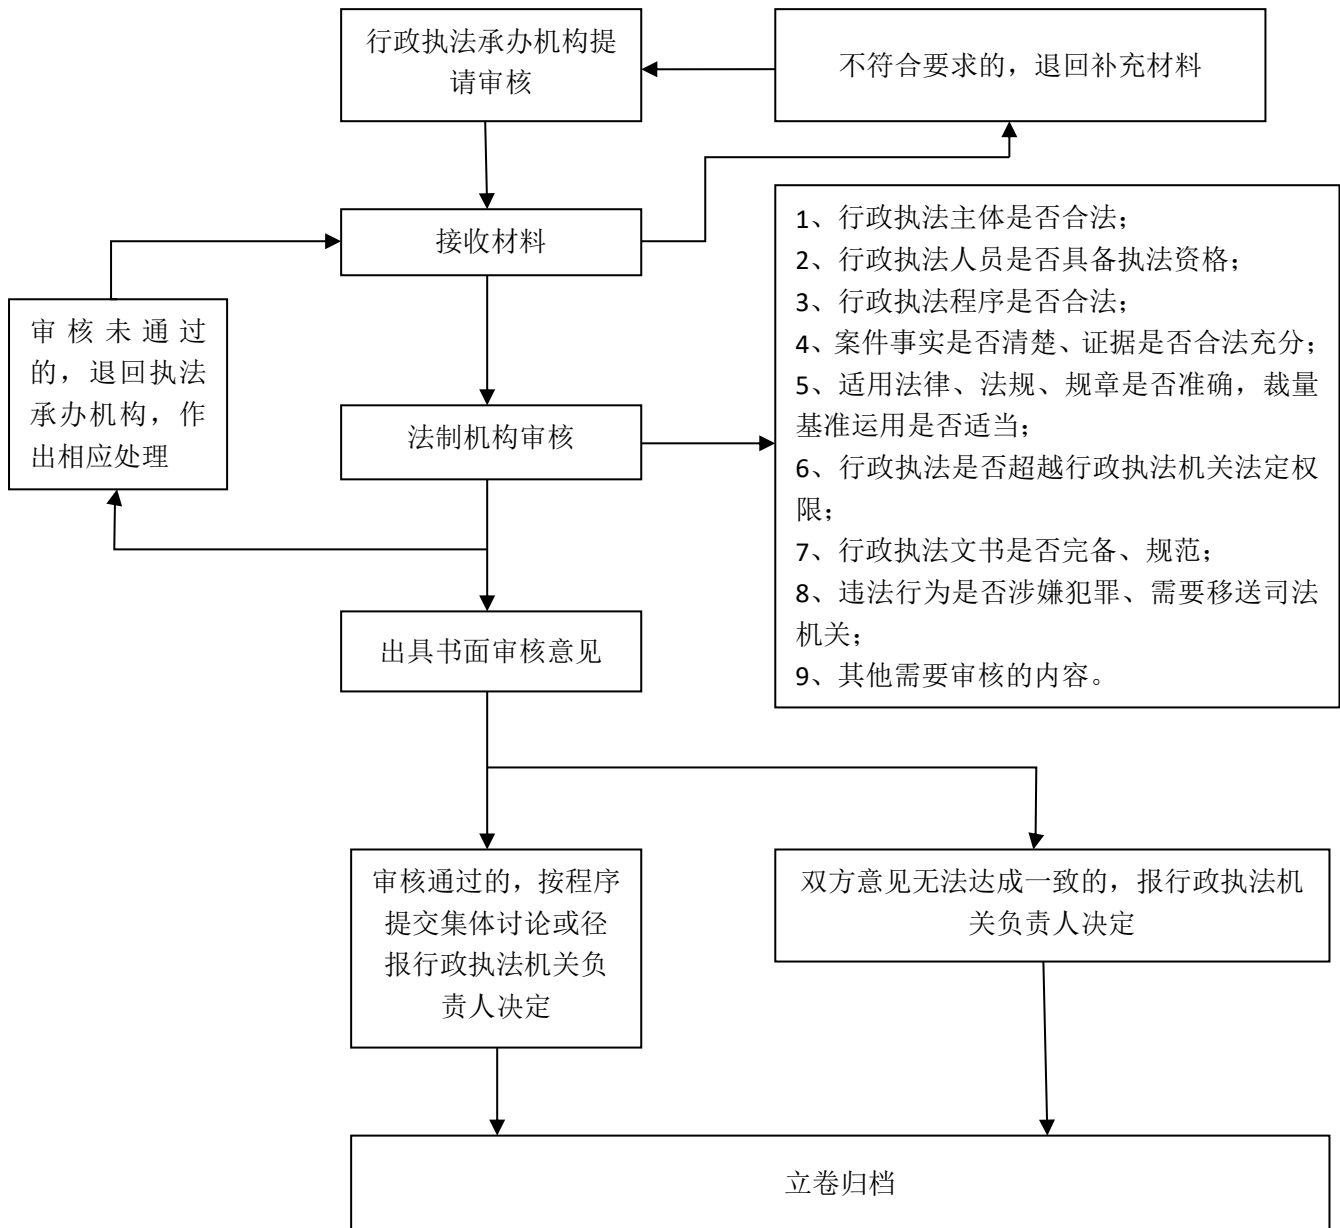 行政执法承办机构提
请审核
不符合要求的，退回补充材料
接收材料
1、行政执法主体是否合法；
2、行政执法人员是否具备执法资格；
3、行政执法程序是否合法；
4、案件事实是否清楚、证据是否合法充分；
5、适用法律、法规、规章是否准确，裁量
基准运用是否适当；
6、行政执法是否超越行政执法机关法定权
限；
7、行政执法文书是否完备、规范；
8、违法行为是否涉嫌犯罪、需要移送司法
机关；
9、其他需要审核的内容。
审核未通过
的，退回执法
承办机构，作
出相应处理
法制机构审核
出具书面审核意见
审核通过的，按程序
提交集体讨论或径
报行政执法机关负
责人决定
双方意见无法达成一致的，报行政执法机
关负责人决定
立卷归档